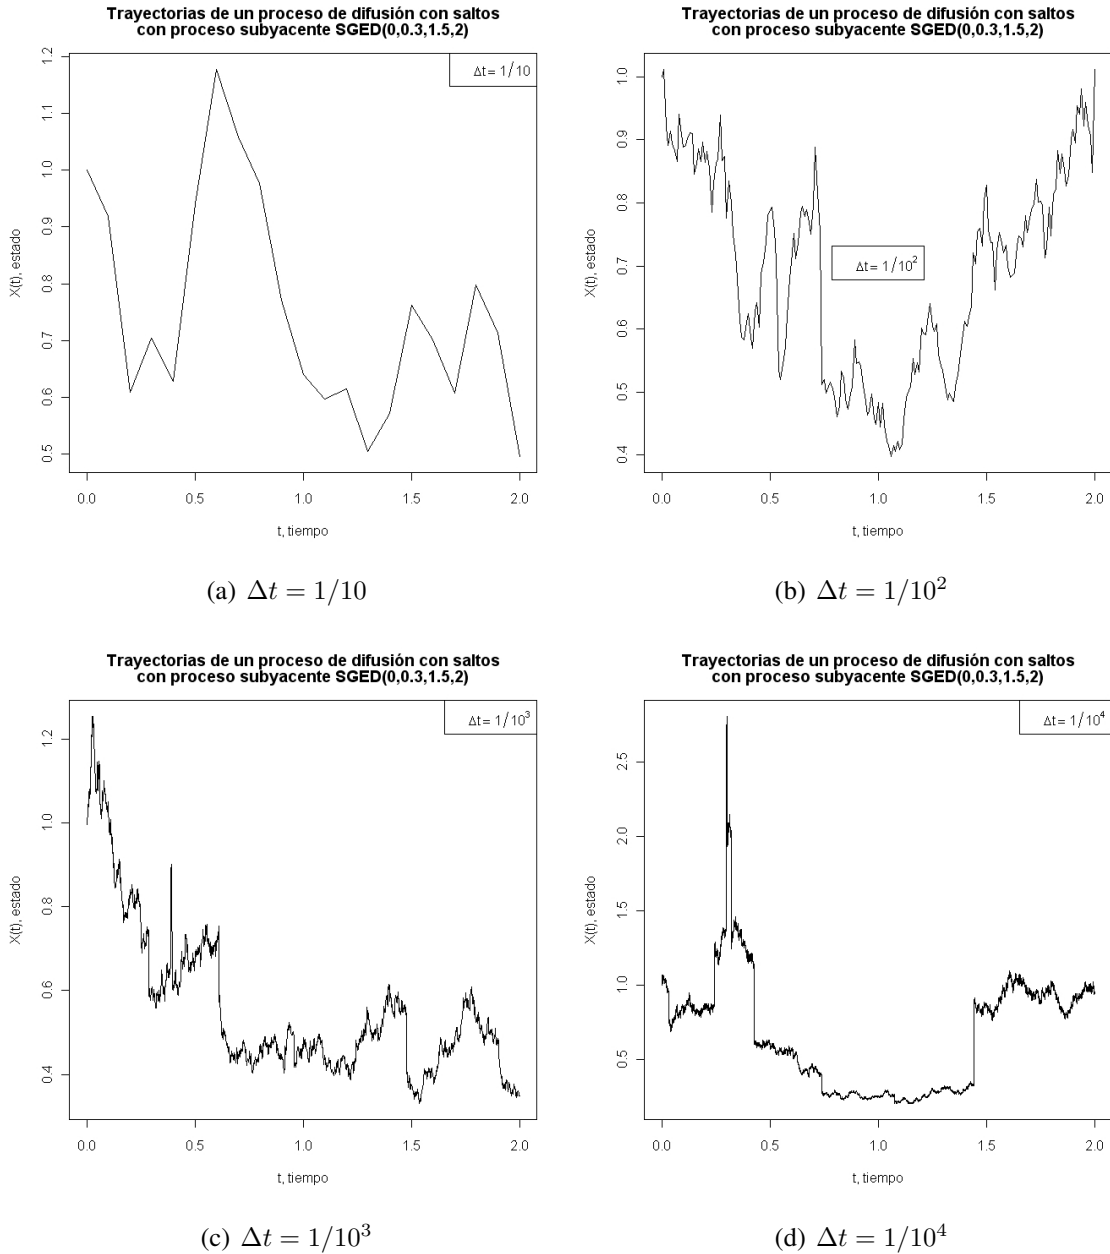 Trayectorias de un proceso de difusión con saltos
con proceso subyacente SGED(0,0.3,1.5,2)
Δt= 1/10
1.2
1.1
1.0
0.9
0.8
0.7
0.6
0.5
X(t), estado
0.0 0.5 1.0 1.5 2.0
t, tiempo
(a) Δt = 1/10
Trayectorias de un proceso de difusión con saltos
con proceso subyacente SGED(0,0.3,1.5,2)
Δt= 1/10²
1.0
0.9
0.8
0.7
0.6
0.5
0.4
X(t), estado
0.0 0.5 1.0 1.5 2.0
t, tiempo
(b) Δt = 1/10²
Trayectorias de un proceso de difusión con saltos
con proceso subyacente SGED(0,0.3,1.5,2)
Δt= 1/10³
1.2
1.0
0.8
0.6
0.4
X(t), estado
0.0 0.5 1.0 1.5 2.0
t, tiempo
(c) Δt = 1/10³
Trayectorias de un proceso de difusión con saltos
con proceso subyacente SGED(0,0.3,1.5,2)
Δt= 1/10⁴
2.5
2.0
1.5
1.0
0.5
X(t), estado
0.0 0.5 1.0 1.5 2.0
t, tiempo
(d) Δt = 1/10⁴